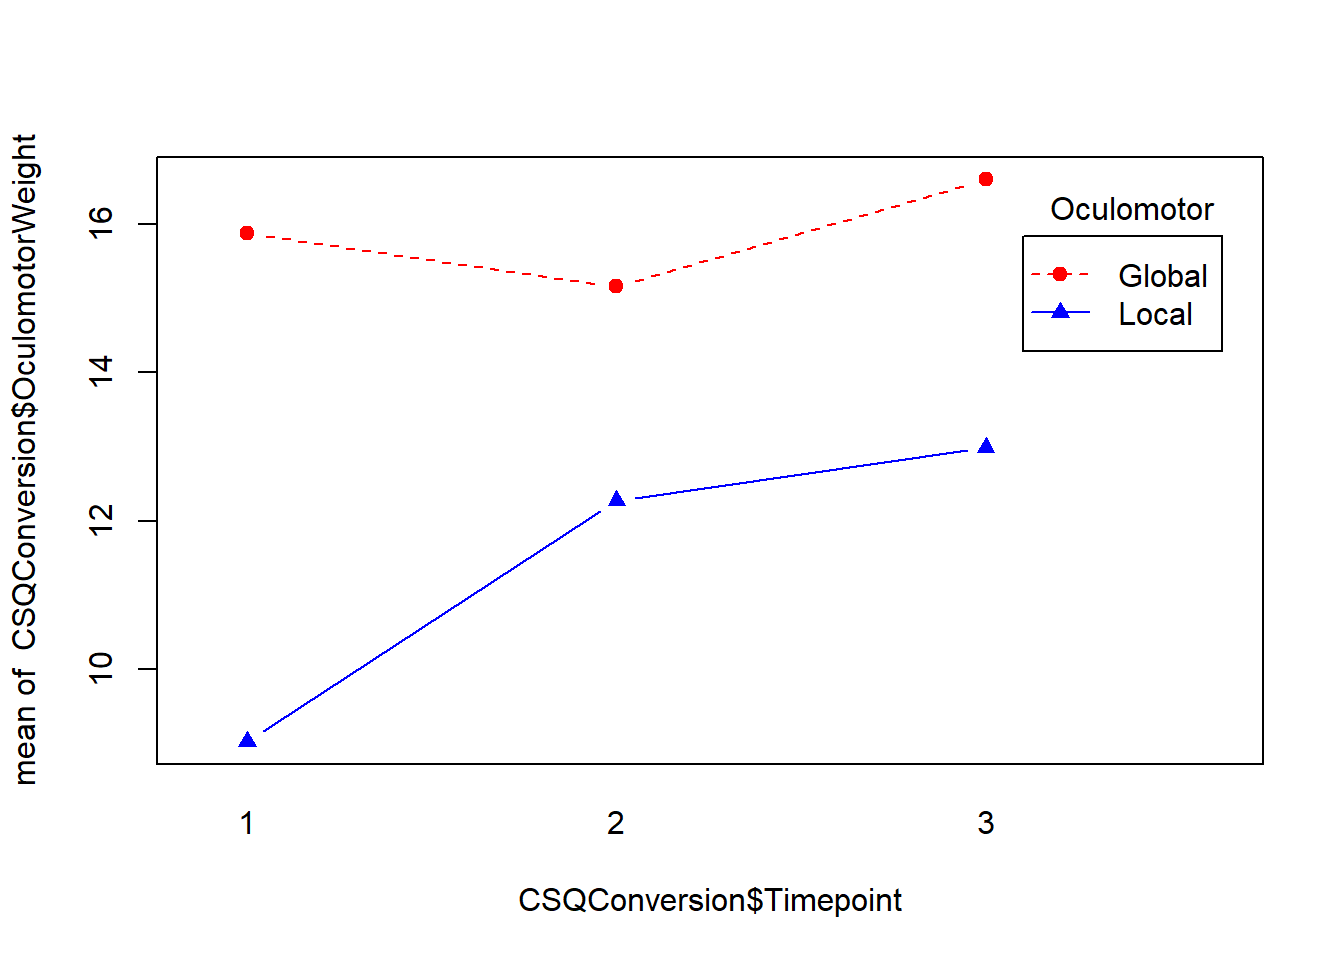 mean of  CSQConversion$OculomotorWeight
16
14
12
10
Oculomotor
Global
Local
1 2 3
CSQConversion$Timepoint